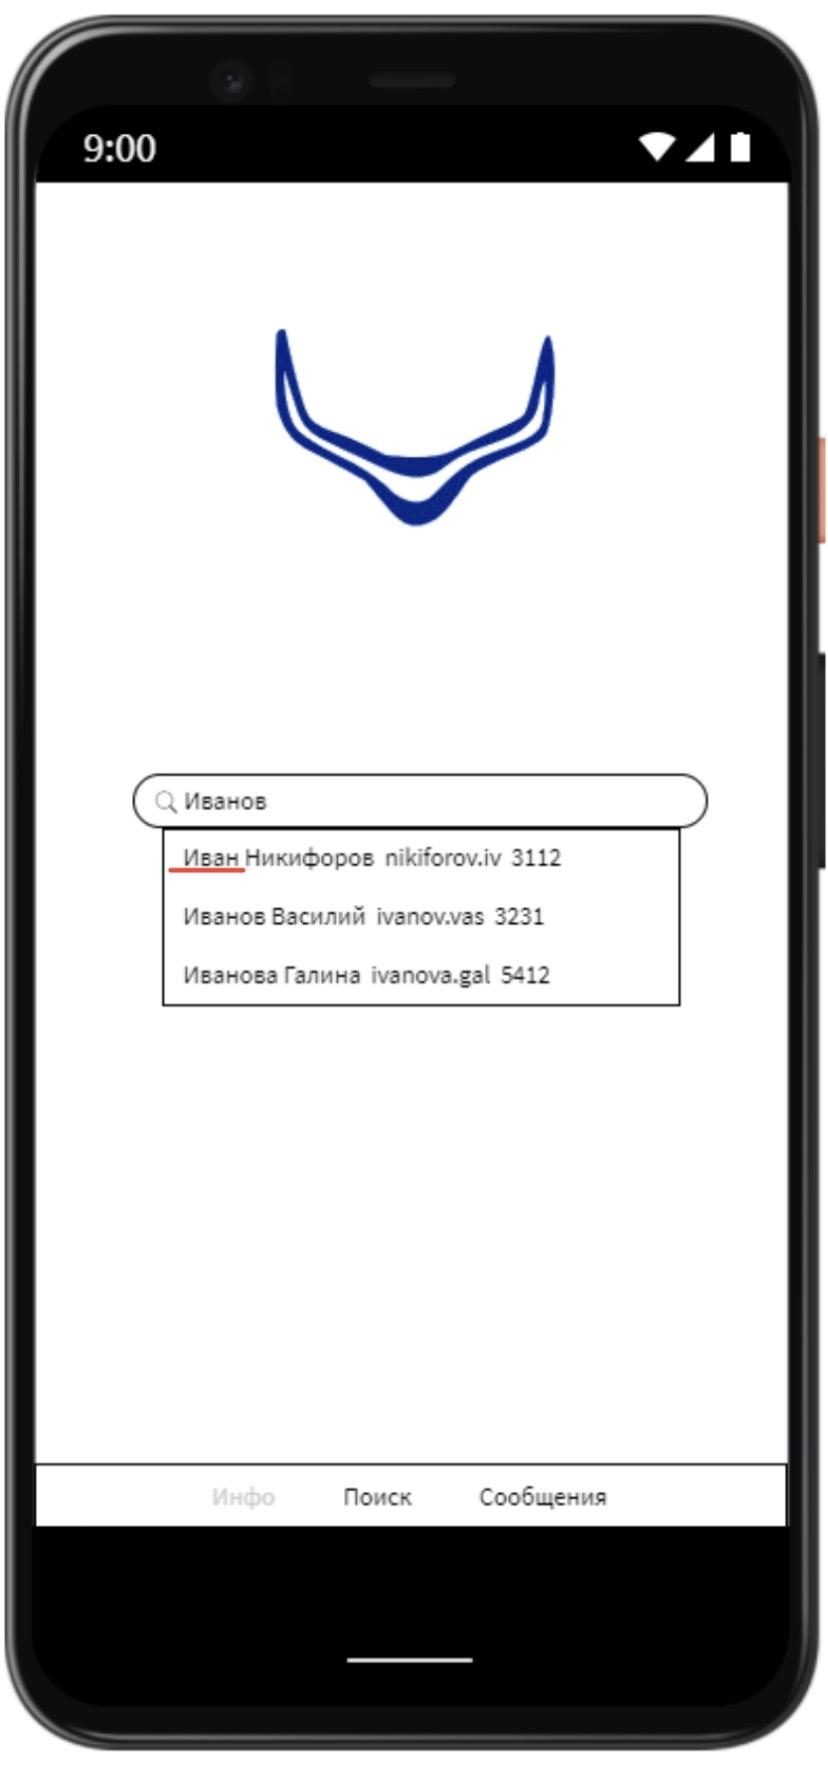 9:00
Иванов
Иван Никифоров nikiforov.iv 3112
Иванов Василий ivanov.vas 3231
Иванова Галина ivanova.gal 5412
Инфо Поиск Сообщения